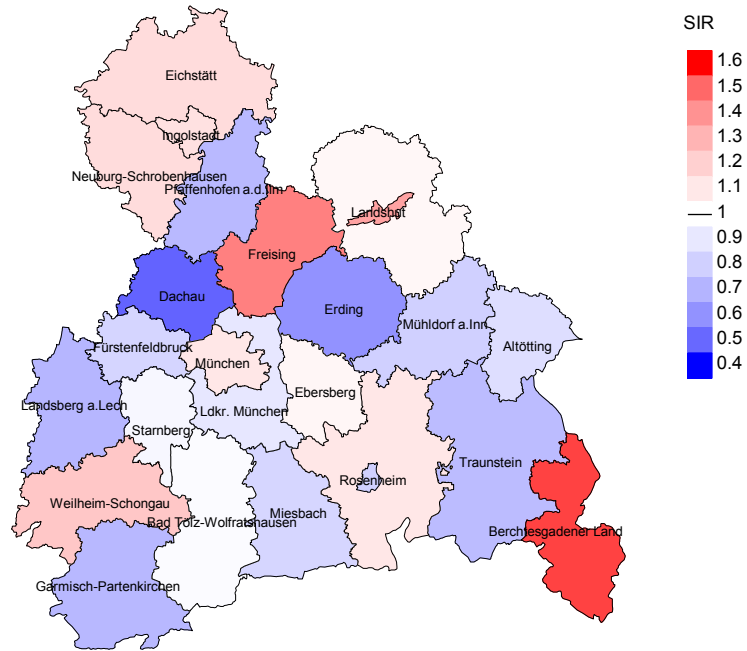 SIR
1.6
1.5
1.4
1.3
1.2
1.1
1
0.9
0.8
0.7
0.6
0.5
0.4
Eichstätt
Ingolstadt
Neuburg-Schrobenhausen
Pfaffenhofen a.d.Ilm
Landshut
Freising
Dachau
Erding
Mühldorf a.Inn
Altötting
Fürstenfeldbruck
München
Ebersberg
Landsberg a.Lech
Ldkr. München
Starnberg
Traunstein
Rosenheim
Weilheim-Schongau
Miesbach
Bad Tölz-Wolfratshausen
Berchtesgadener Land
Garmisch-Partenkirchen